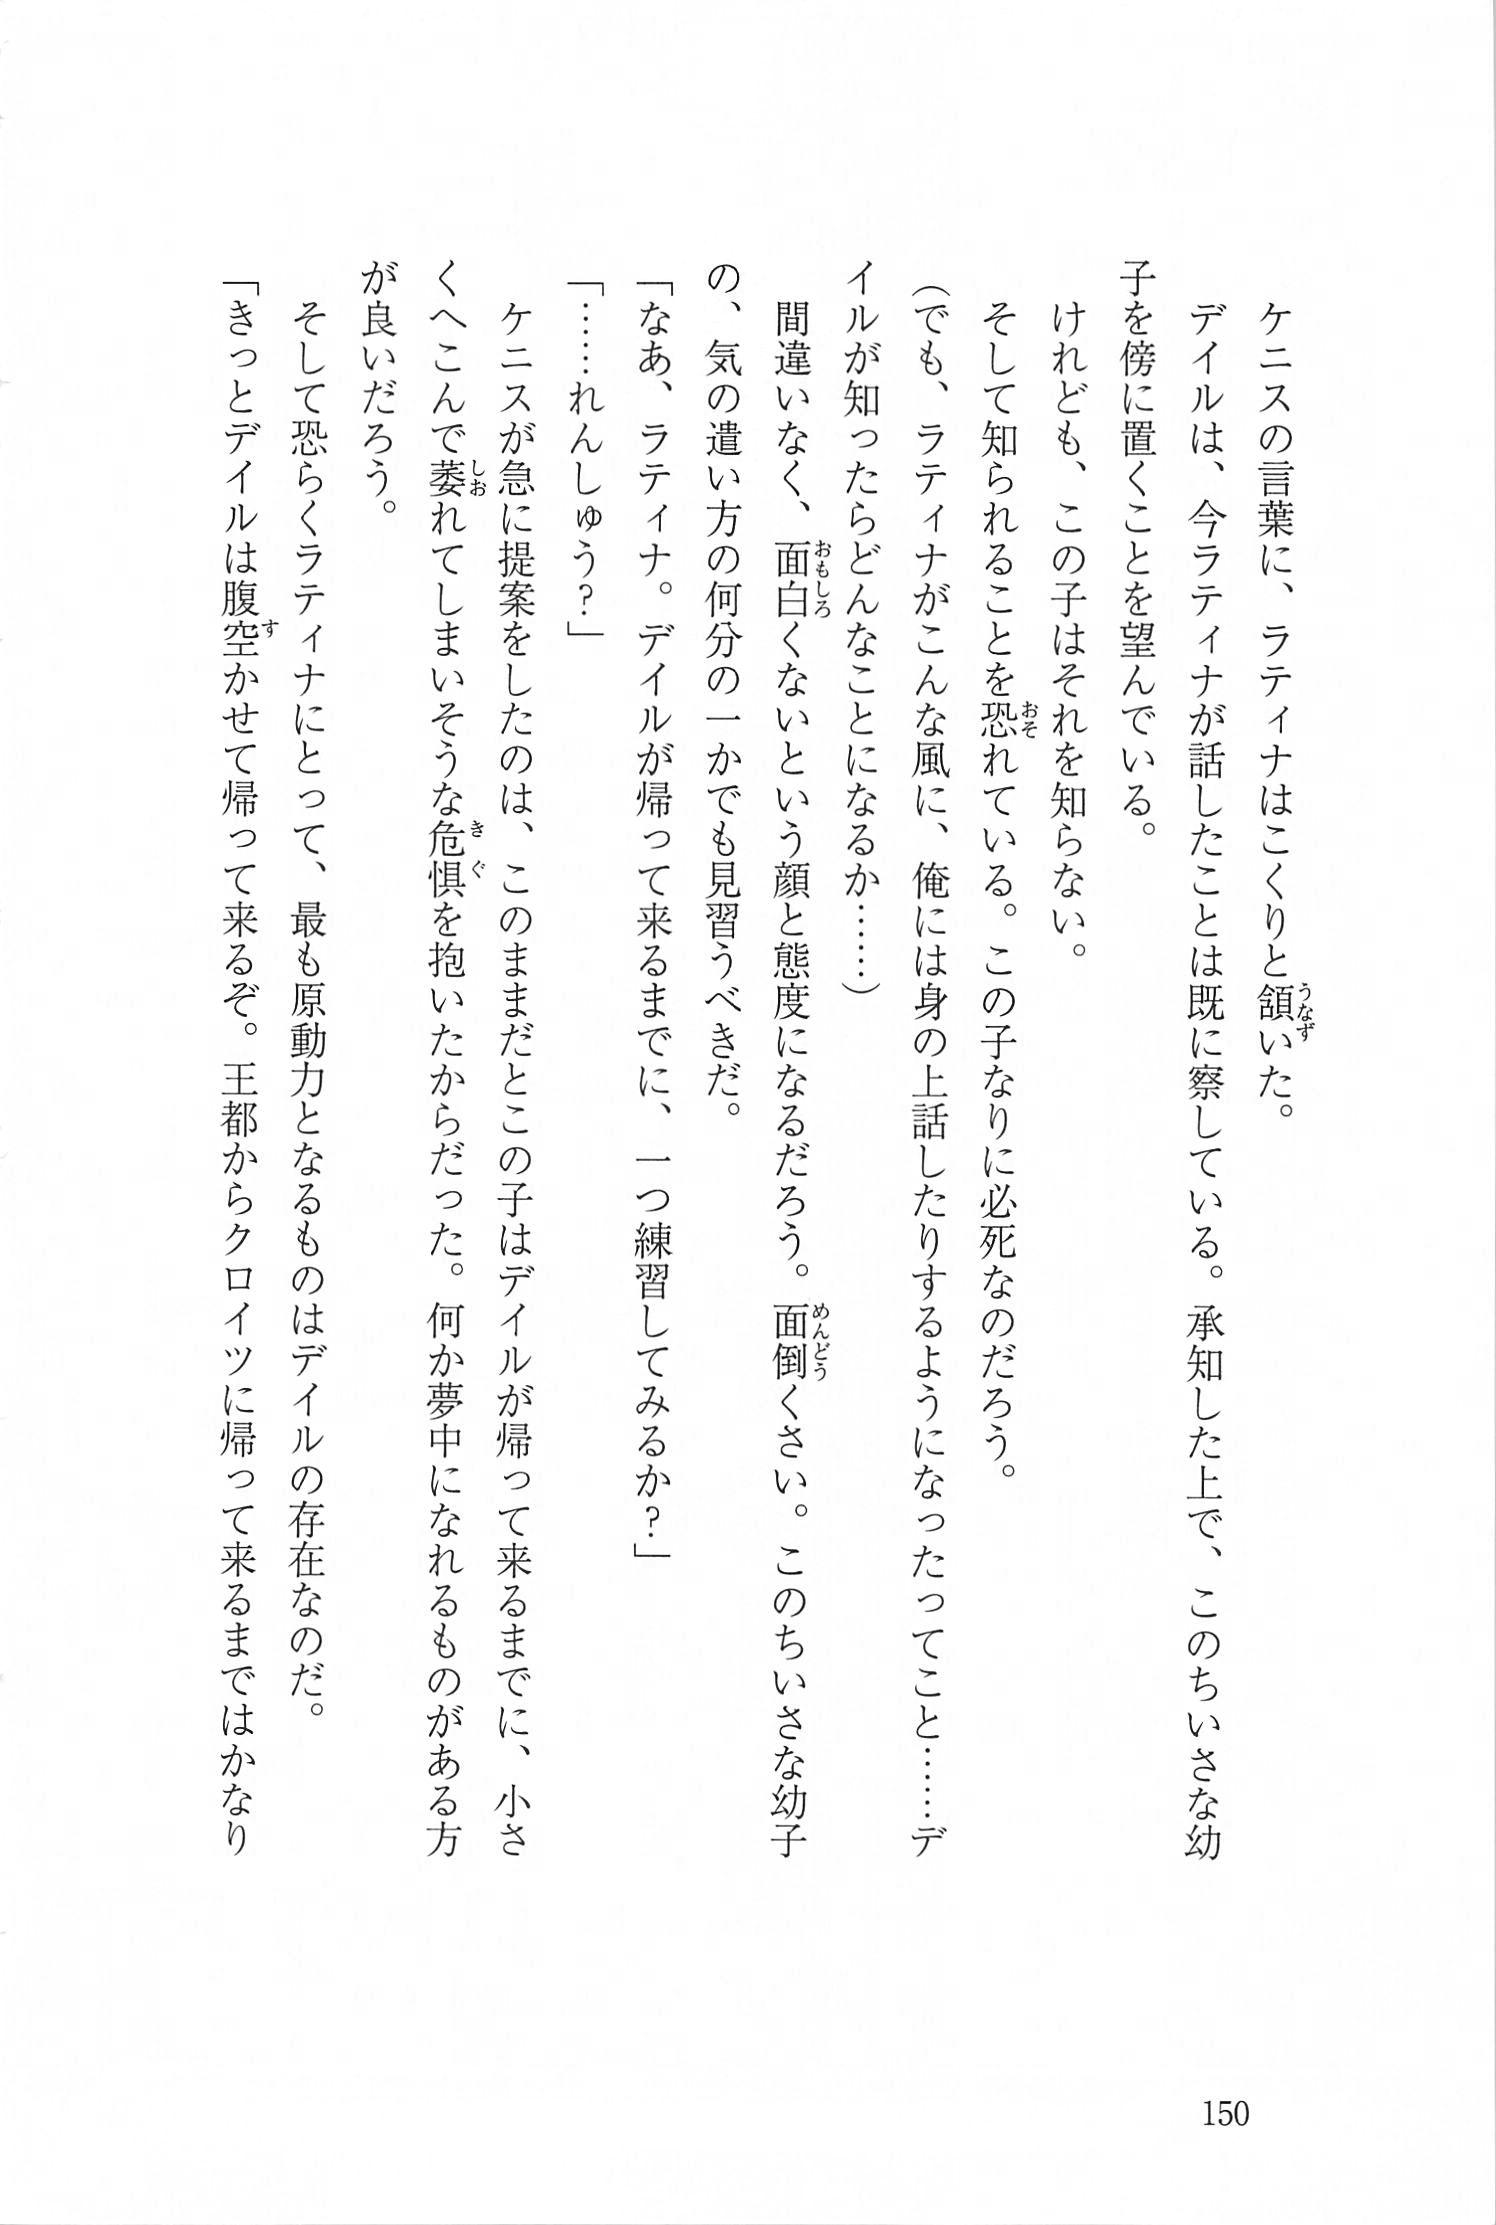 ケニスの言葉に、ラティナはこくりと頷いた。
デイルは、今ラティナが話したことは既に察している。承知した上で、このちいさな幼
子を傍に置くことを望んでいる。
けれども、この子はそれを知らない。
そして知られることを恐れている。この子なりに必死なのだろう。
（でも、ラティナがこんな風に、俺には身の上話したりするようになったってこと……デ
イルが知ったらどんなことになるか……）
間違いなく、面白くないという顔と態度になるだろう。面倒くさい。このちいさな幼子
の、気の遣い方の何分の一かでも見習うべきだ。
「なあ、ラティナ。デイルが帰って来るまでに、一つ練習してみるか？」
「……れんしゅう？」
ケニスが急に提案をしたのは、このままだとこの子はデイルが帰って来るまでに、小さ
くへこんで萎れてしまいそうな危惧を抱いたからだった。何か夢中になれるものがある方
が良いだろう。
そして恐らくラティナにとって、最も原動力となるものはデイルの存在なのだ。
「きっとデイルは腹空かせて帰って来るぞ。王都からクロイツに帰って来るまではかなり
150